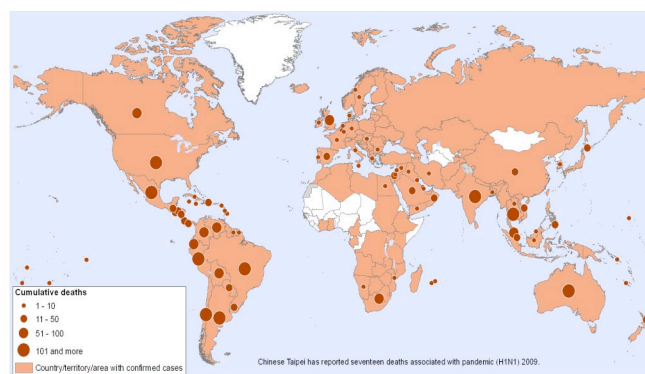 Cumulative deaths
1 - 10
11 - 50
51 - 100
101 and more
Country/territory/area with confirmed cases
Chinese Taipei has reported seventeen deaths associated with pandemic (H1N1) 2009.